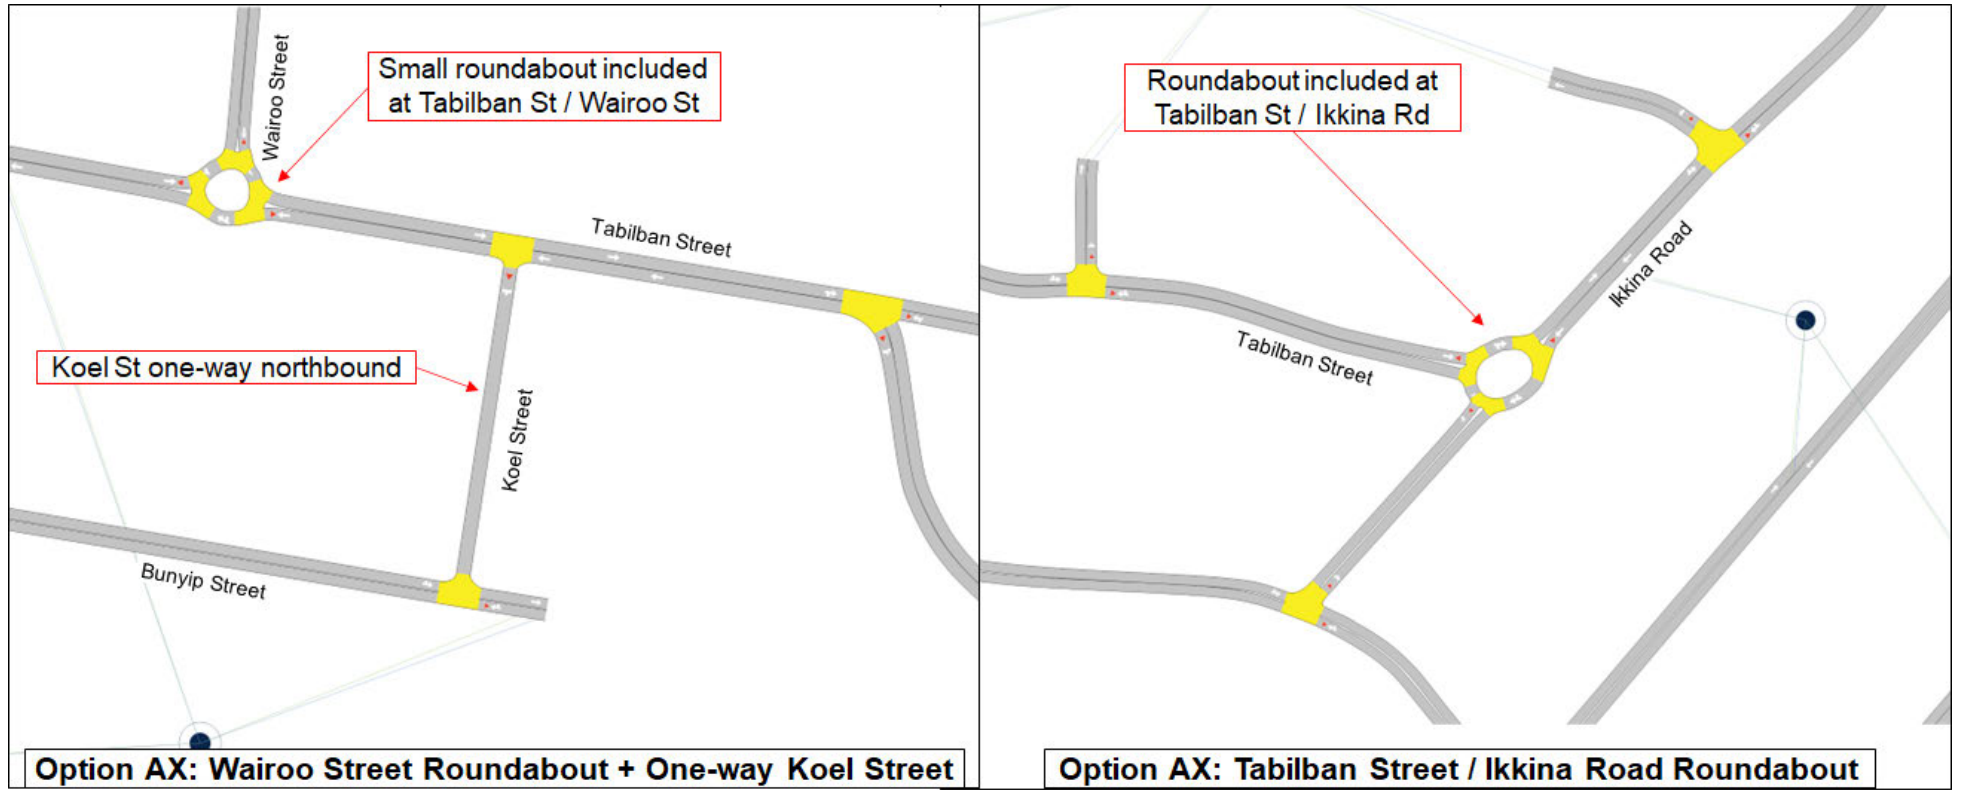 Wairoo Street
Small roundabout included
at Tabilban St / Wairoo St
Tabilban Street
Koel St one-way northbound
Koel Street
Bunyip Street
Option AX: Wairoo Street Roundabout + One-way Koel Street
Roundabout included at
Tabilban St / Ikkina Rd
Ikkina Road
Tabilban Street
Option AX: Tabilban Street / Ikkina Road Roundabout